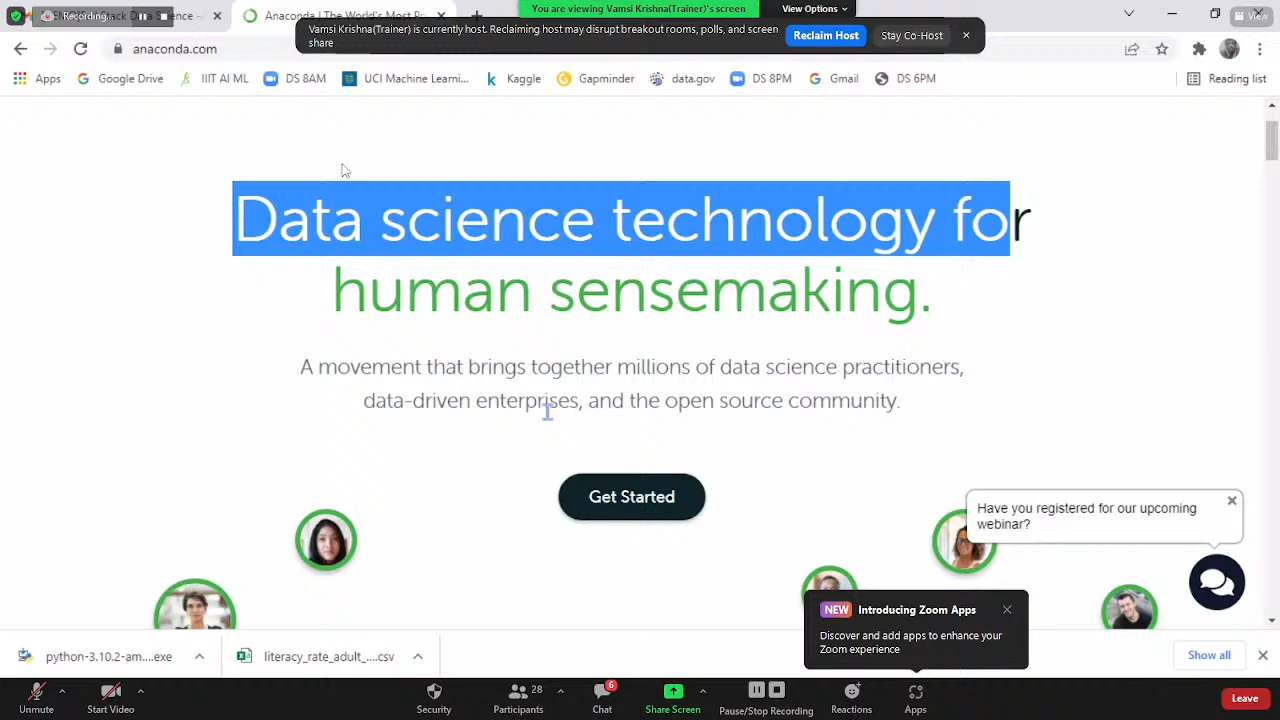 Recording...
Stack Data Science -
Anaconda | The World's Most Po
You are viewing Vamsi Krishna(Trainer)'s screen
View Options
View
anaconda.com
Vamsi Krishna(Trainer) is currently host. Reclaiming host may disrupt breakout rooms, polls, and screen
share
Reclaim Host
Stay Co-Host
Apps
Google Drive
IIIT AI ML
DS 8AM
UCI Machine Learni...
Kaggle
Gapminder
data.gov
DS 8PM
Gmail
DS 6PM
Reading list
Data science technology for
human sensemaking.
A movement that brings together millions of data science practitioners,
data-driven enterprises, and the open source community.
Get Started
Have you registered for our upcoming
webinar?
NEW Introducing Zoom Apps
Discover and add apps to enhance your
Zoom experience
python-3.10.2-am....exe
literacy_rate_adult_....csv
Show all
Unmute
Start Video
Security
Participants
28
Chat
6
Share Screen
Pause/Stop Recording
Reactions
Apps
Leave